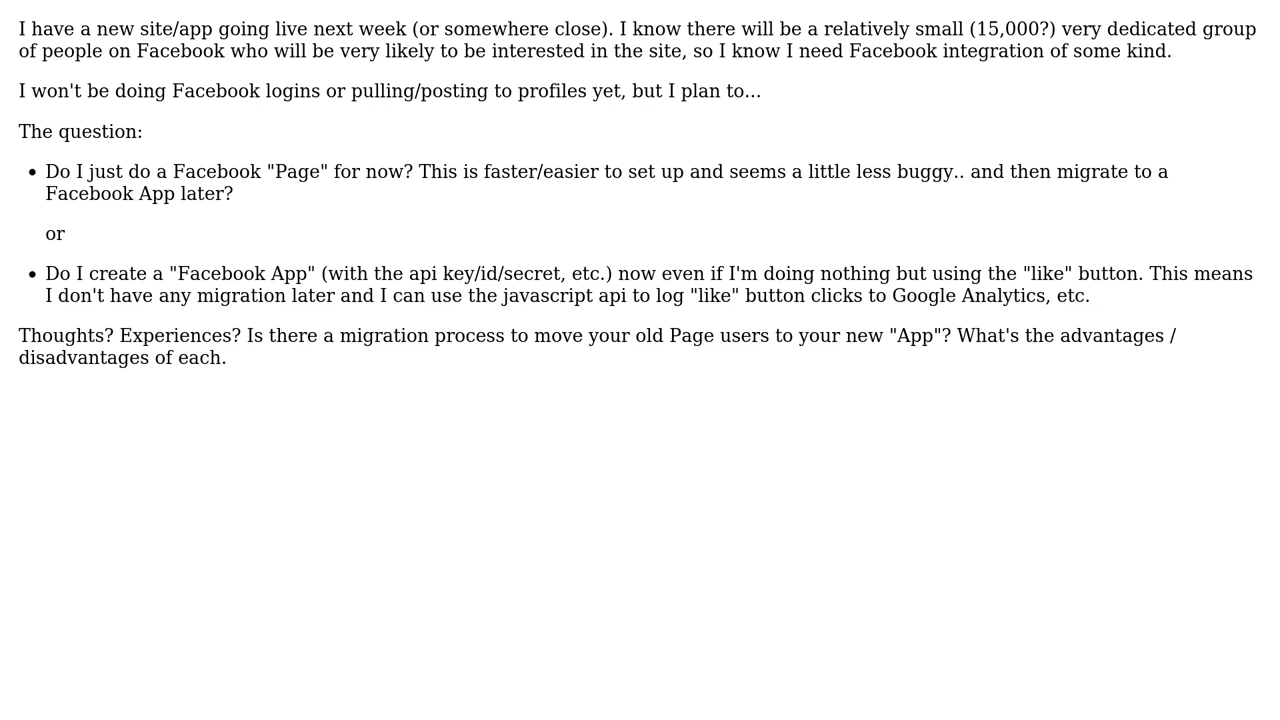 I have a new site/app going live next week (or somewhere close). I know there will be a relatively small (15,000?) very dedicated group
of people on Facebook who will be very likely to be interested in the site, so I know I need Facebook integration of some kind.
I won't be doing Facebook logins or pulling/posting to profiles yet, but I plan to...
The question:
• Do I just do a Facebook "Page" for now? This is faster/easier to set up and seems a little less buggy.. and then migrate to a
Facebook App later?
or
• Do I create a "Facebook App" (with the api key/id/secret, etc.) now even if I'm doing nothing but using the "like" button. This means
I don't have any migration later and I can use the javascript api to log "like" button clicks to Google Analytics, etc.
Thoughts? Experiences? Is there a migration process to move your old Page users to your new "App"? What's the advantages /
disadvantages of each.